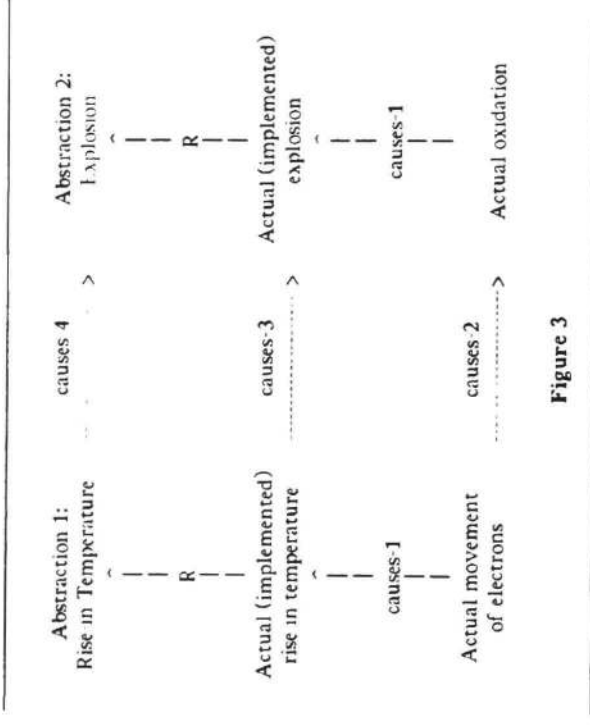 Abstraction 1:
Rise in Temperature
causes 4
Abstraction 2:
Explosion
R
R
Actual (implemented)
rise in temperature
causes-3
Actual (implemented)
explosion
causes-1
causes-1
Actual movement
of electrons
causes-2
Actual oxidation
Figure 3